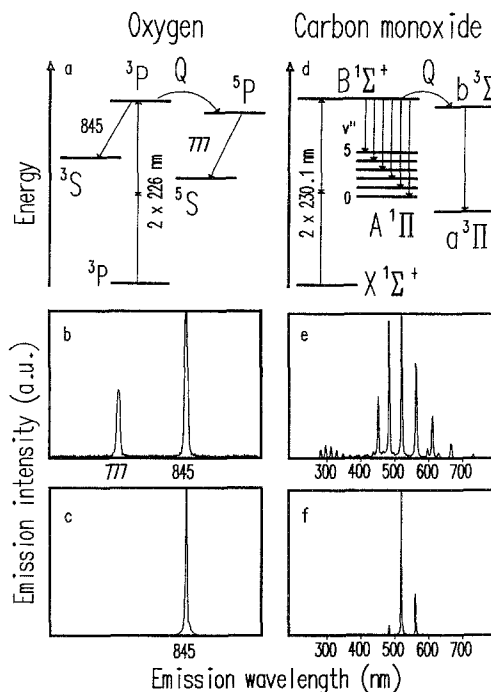 Oxygen
Carbon monoxide
a
³P
Q
⁵P
845
777
³S
⁵S
2 x 226 nm
³P
Energy
d
B¹Σ⁺
Q
b³Σ
v"
5
0
2 x 230.1 nm
A¹Π
a³Π
X¹Σ⁺
b
777
845
e
300 400 500 600 700
c
845
f
300 400 500 600 700
Emission intensity (a.u.)
Emission wavelength (nm)